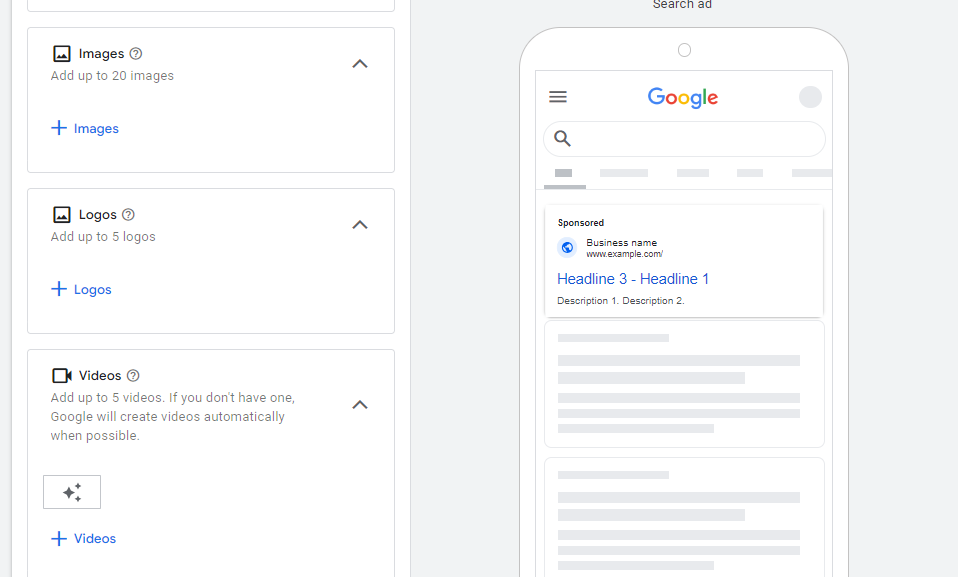 Images
Add up to 20 images
+ Images
Logos
Add up to 5 logos
+ Logos
Videos
Add up to 5 videos. If you don't have one,
Google will create videos automatically
when possible.
+ Videos
Search ad
Google
Sponsored
Business name
www.example.com/
Headline 3 - Headline 1
Description 1. Description 2.